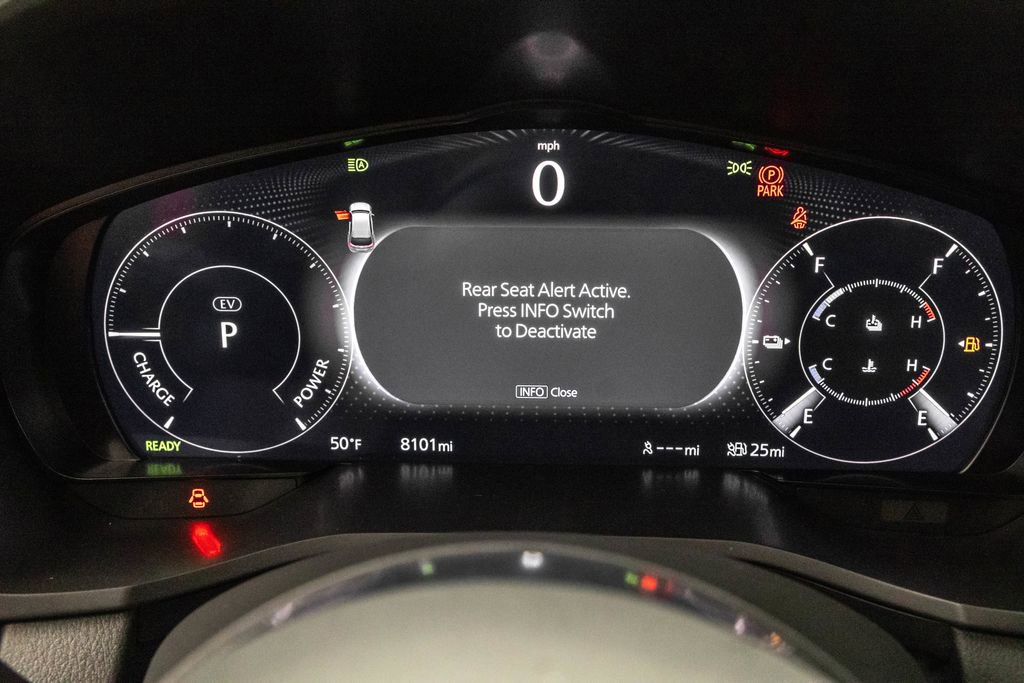 mph
0
PARK
Rear Seat Alert Active.
Press INFO Switch
to Deactivate
INFO Close
EV
P
CHARGE
POWER
READY
50°F
8101mi
---mi
25mi
F
F
C
H
C
H
E
E